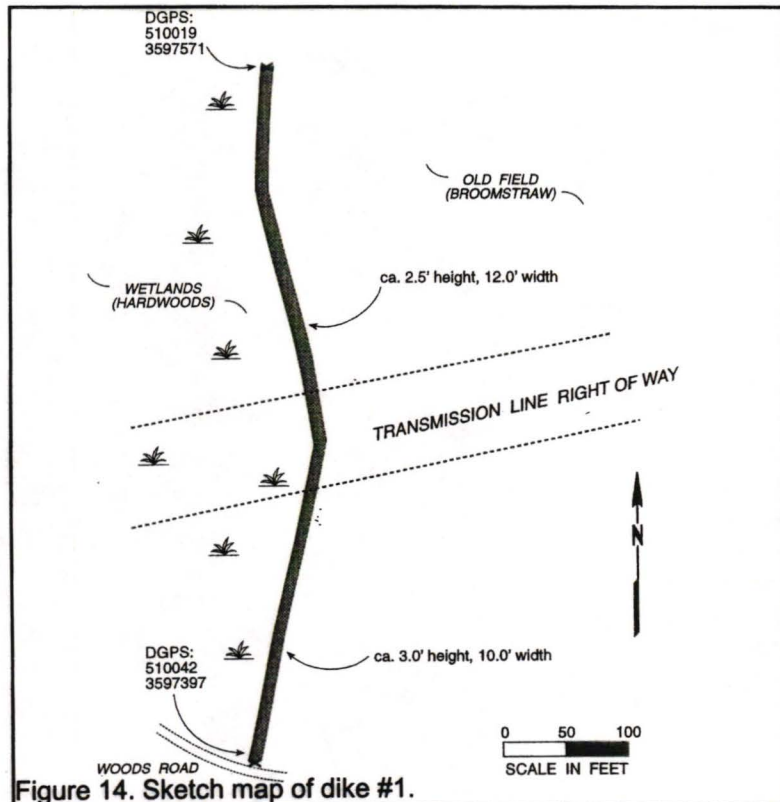 DGPS:
510019
3597571
OLD FIELD
(BROOMSTRAW)
ca. 2.5' height, 12.0' width
WETLANDS
(HARDWOODS)
TRANSMISSION LINE RIGHT OF WAY
N
DGPS:
510042
3597397
ca. 3.0' height, 10.0' width
0 50 100
SCALE IN FEET
WOODS ROAD
Figure 14. Sketch map of dike #1.